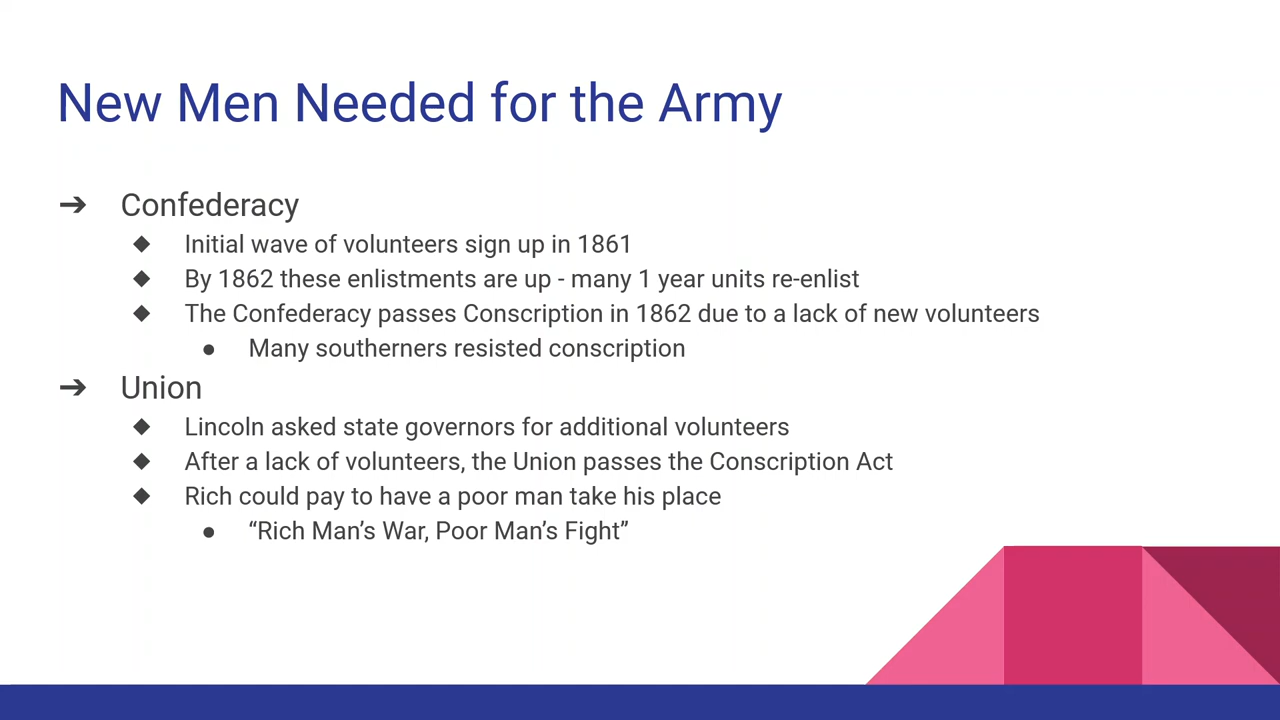 New Men Needed for the Army
➔ Confederacy
◆ Initial wave of volunteers sign up in 1861
◆ By 1862 these enlistments are up - many 1 year units re-enlist
◆ The Confederacy passes Conscription in 1862 due to a lack of new volunteers
● Many southerners resisted conscription
➔ Union
◆ Lincoln asked state governors for additional volunteers
◆ After a lack of volunteers, the Union passes the Conscription Act
◆ Rich could pay to have a poor man take his place
● “Rich Man’s War, Poor Man’s Fight”